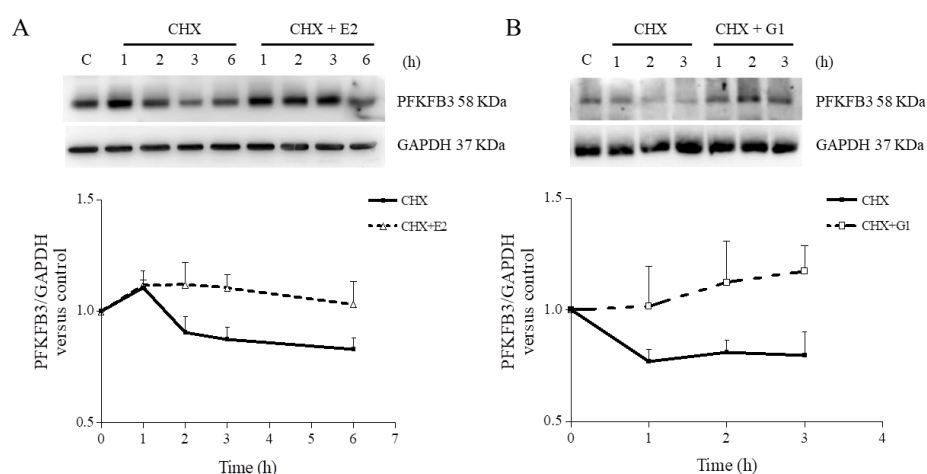 A
CHX
CHX + E2
C 1 2 3 6 1 2 3 6 (h)
PFKFB3 58 KDa
GAPDH 37 KDa
PFKFB3/GAPDH
versus control
1.5
1.0
0.5
CHX
CHX+E2
0 1 2 3 4 5 6 7
Time (h)
B
CHX
CHX + G1
C 1 2 3 1 2 3 (h)
PFKFB3 58 KDa
GAPDH 37 KDa
PFKFB3/GAPDH
versus control
1.5
1.0
0.5
CHX
CHX+G1
0 1 2 3 4
Time (h)